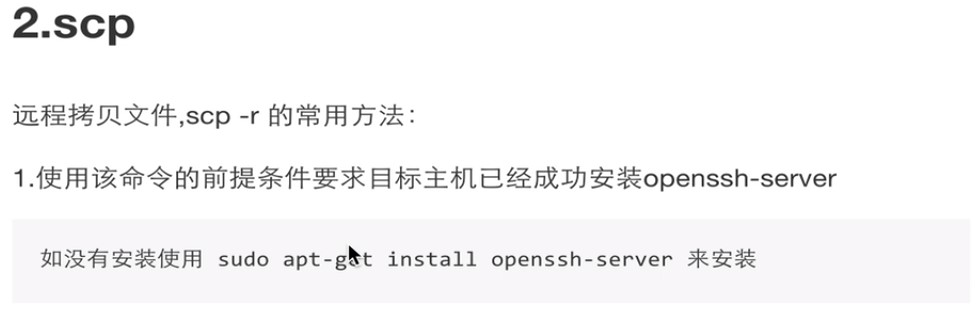 2.scp
远程拷贝文件,scp -r 的常用方法：
1.使用该命令的前提条件要求目标主机已经成功安装openssh-server
如没有安装使用 sudo apt-get install openssh-server 来安装